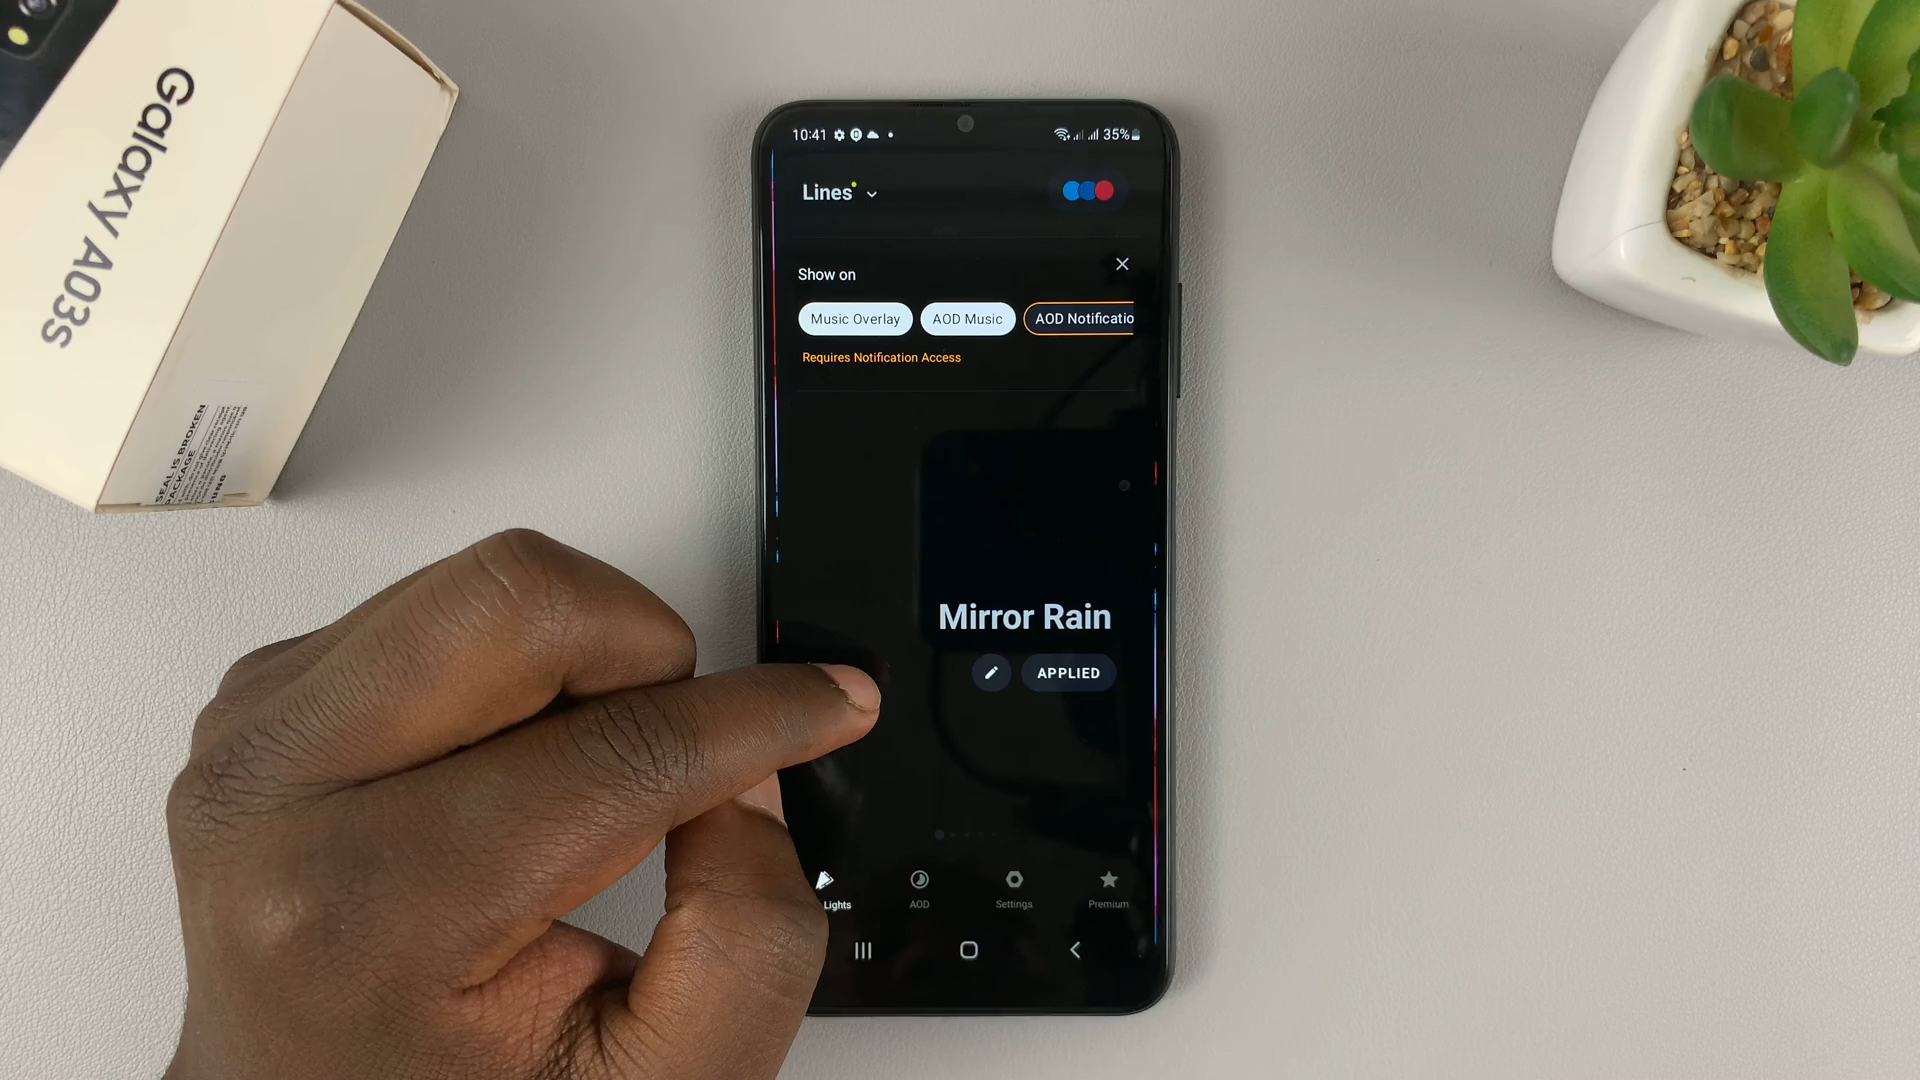 Galaxy A03s
SEAL IS BROKEN
PACKAGE
10:41
35%
Lines
Show on
Music Overlay
AOD Music
AOD Notificatio
Requires Notification Access
Mirror Rain
APPLIED
Lights
AOD
Settings
Premium